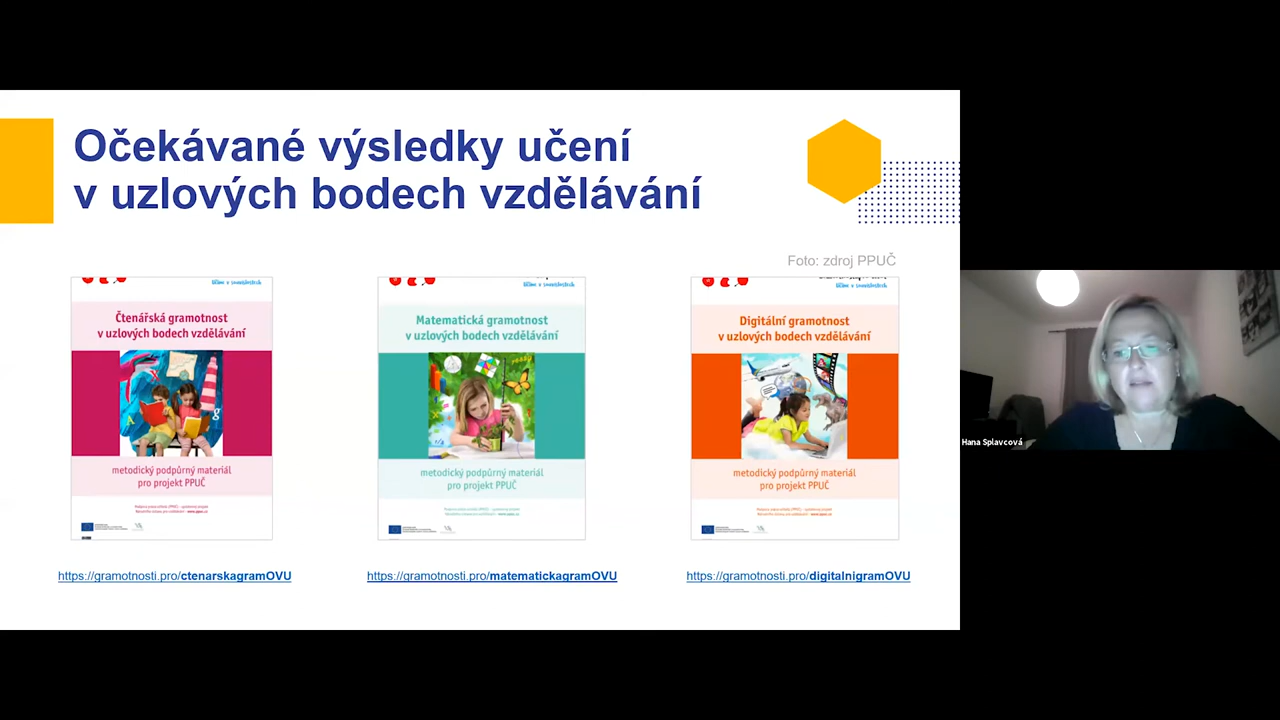 Očekávané výsledky učení
v uzlových bodech vzdělávání
Foto: zdroj PPUČ
Čtenářská gramotnost
v uzlových bodech vzdělávání
metodický podpůrný materiál
pro projekt PPUČ
https://gramotnosti.pro/ctenarskagramOVU
Matematická gramotnost
v uzlových bodech vzdělávání
metodický podpůrný materiál
pro projekt PPUČ
https://gramotnosti.pro/matematickagramOVU
Digitální gramotnost
v uzlových bodech vzdělávání
metodický podpůrný materiál
pro projekt PPUČ
https://gramotnosti.pro/digitalnigramOVU
Hana Splavcová